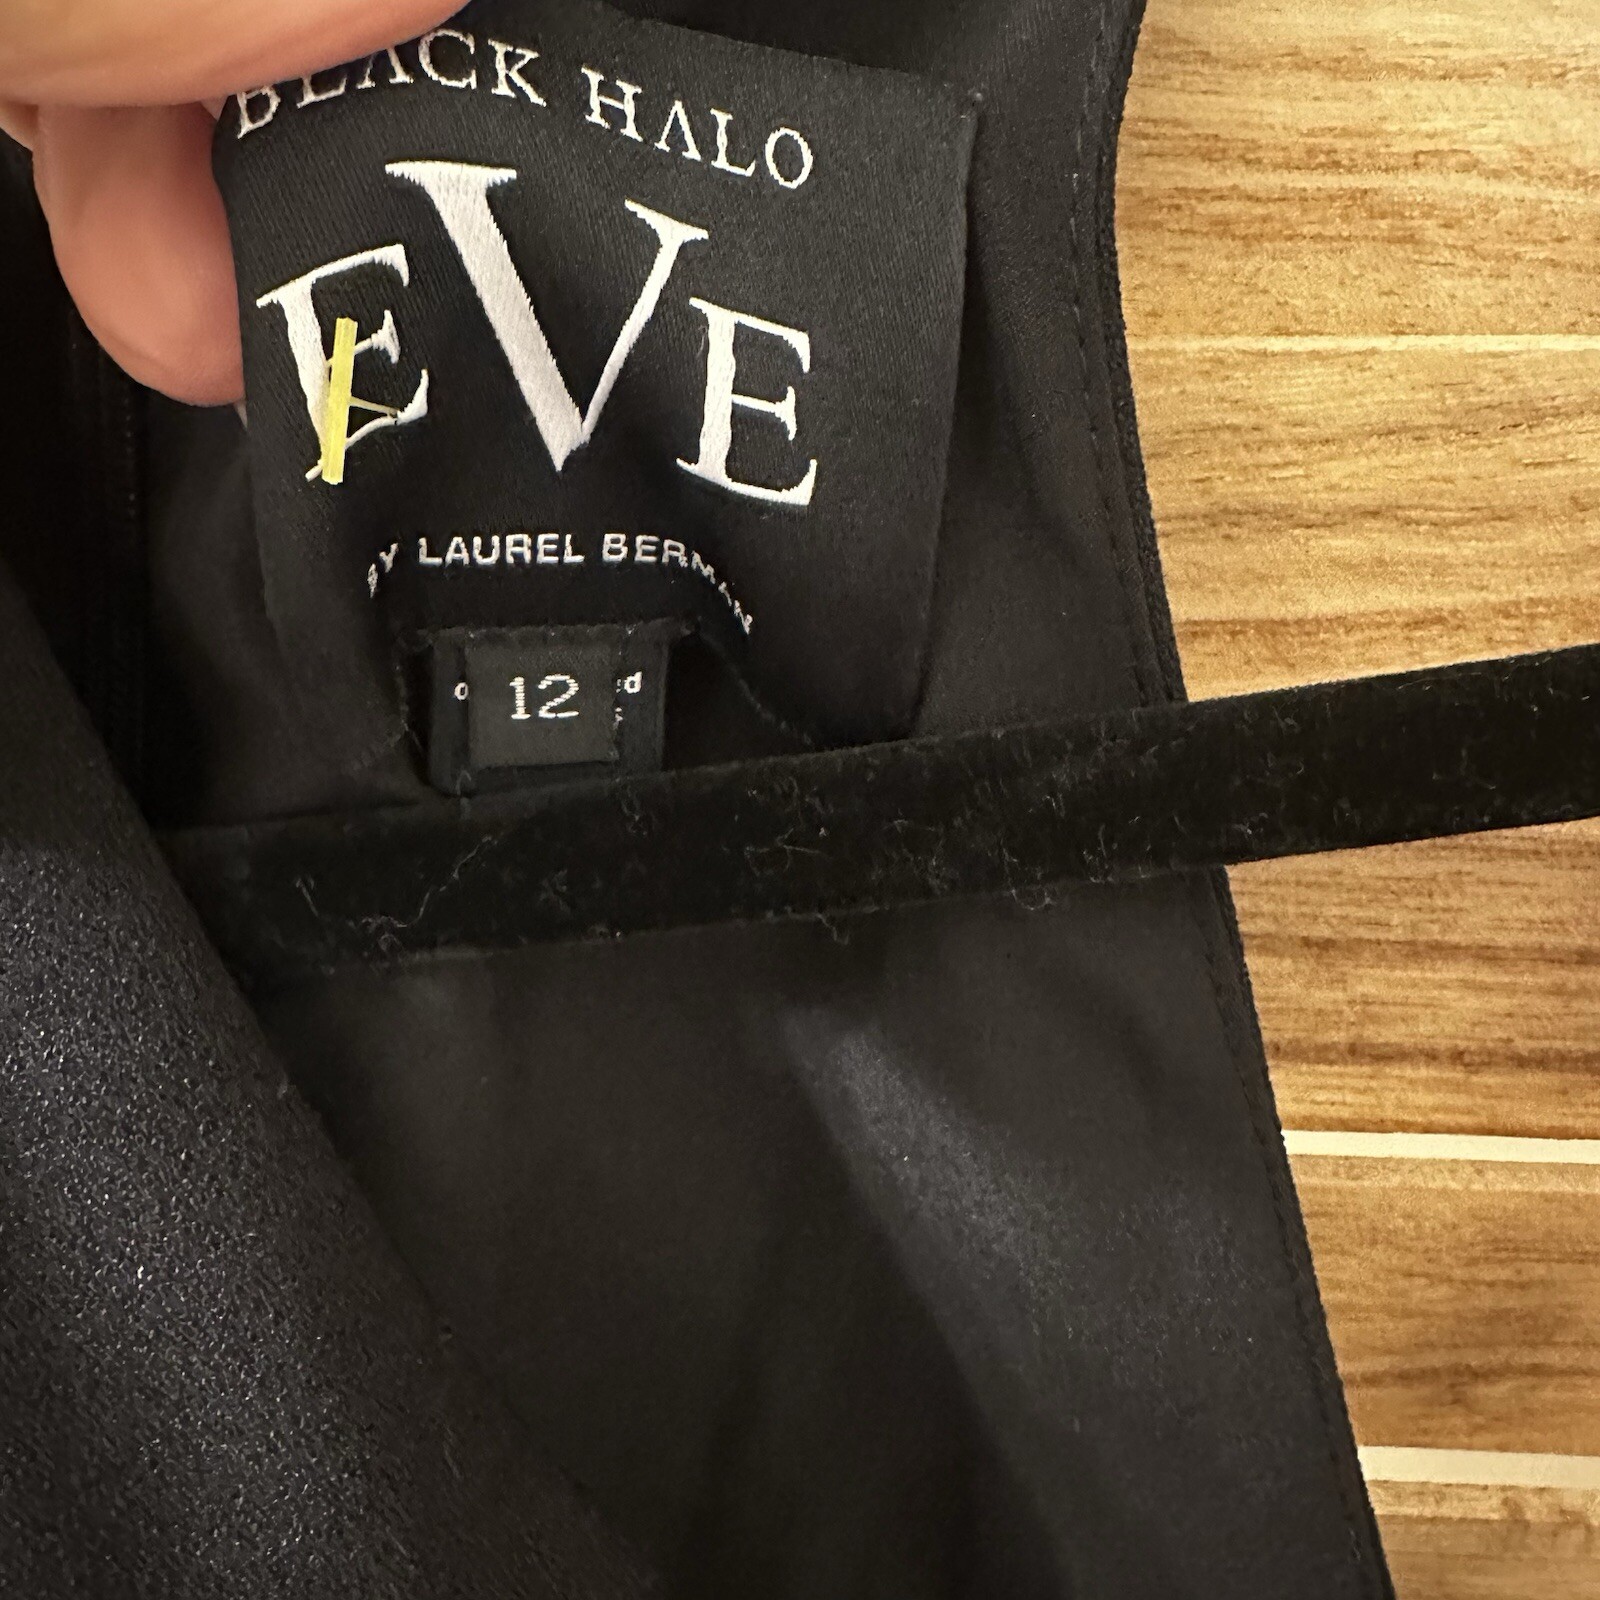 BLACK HALO
EVE
BY LAUREL BERMAN
12